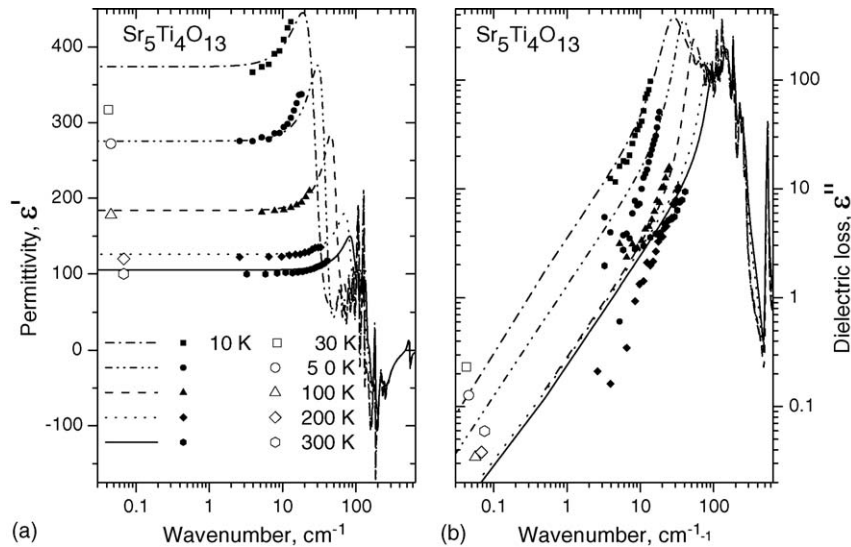 Sr5Ti4O13
Permittivity, ε'
400
300
200
100
0
-100
10 K 30 K
5 0 K
100 K
200 K
300 K
0.1 1 10 100
Wavenumber, cm-1
(a)
Sr5Ti4O13
Dielectric loss, ε''
100
10
1
0.1
0.1 1 10 100
Wavenumber, cm-1-1
(b)